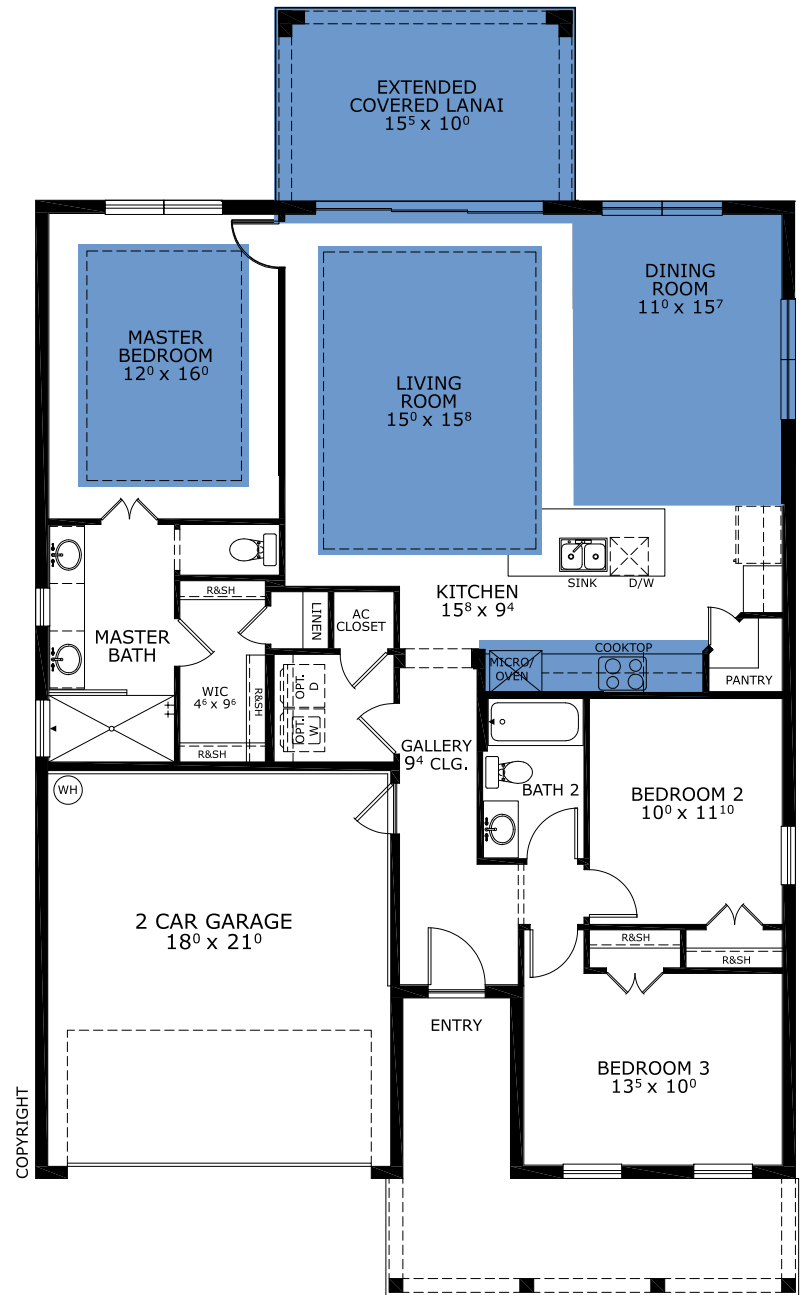 EXTENDED
COVERED LANAI
15⁵ x 10⁰
DINING
ROOM
11⁰ x 15⁷
MASTER
BEDROOM
12⁰ x 16⁰
LIVING
ROOM
15⁰ x 15⁸
SINK
D/W
KITCHEN
15⁸ x 9⁴
R&SH
LINEN
AC
CLOSET
MASTER
BATH
COOKTOP
MICRO/
OVEN
PANTRY
WIC
4⁶ x 9⁶
R&SH
R&SH
OPT.
D
OPT.
W
GALLERY
9⁴ CLG.
BATH 2
BEDROOM 2
10⁰ x 11¹⁰
WH
2 CAR GARAGE
18⁰ x 21⁰
R&SH
R&SH
ENTRY
BEDROOM 3
13⁵ x 10⁰
COPYRIGHT